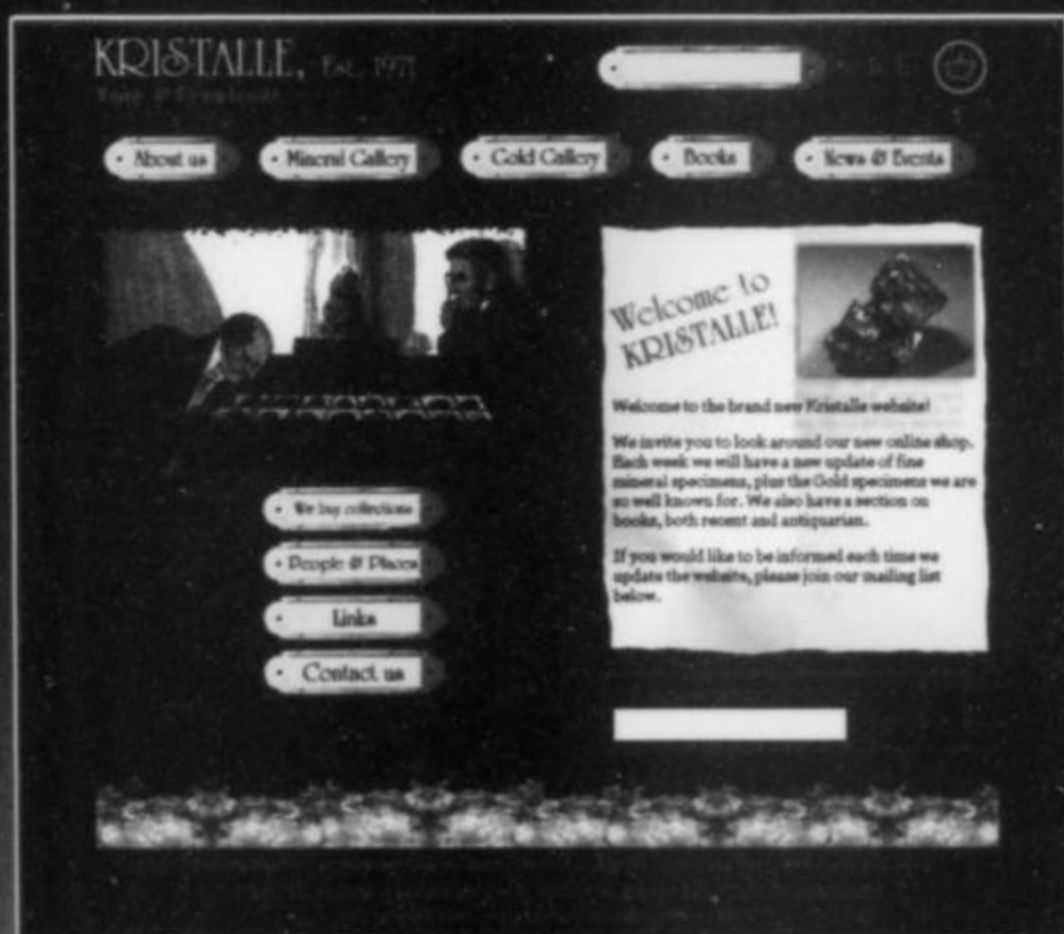 KRISTALLE, Est. 1971
About us
Mineral Gallery
Gold Gallery
Books
News & Events
Welcome to
KRISTALLE!
Welcome to the brand new Kristalle website!
We invite you to look around our new online shop.
Each week we will have a new update of fine
mineral specimens, plus the Gold specimens we are
so well known for. We also have a section on
books, both recent and antiquarian.
If you would like to be informed each time we
update the website, please join our mailing list
below.
We buy collections
People & Places
Links
Contact us